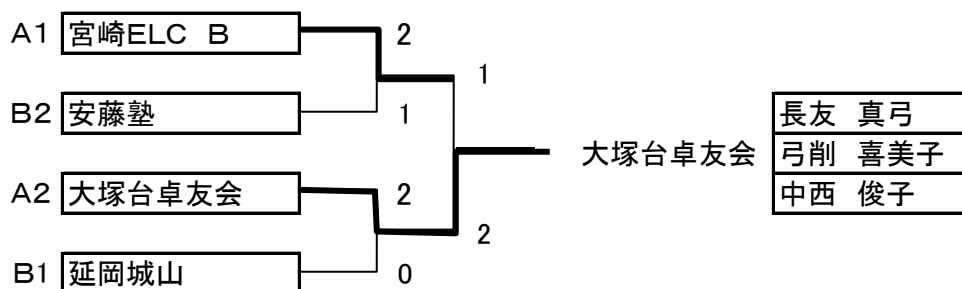 A1 宮崎ELC B 2
1
B2 安藤塾 1
長友 真弓
大塚台卓友会 弓削 喜美子
A2 大塚台卓友会 2 中西 俊子
2
B1 延岡城山 0